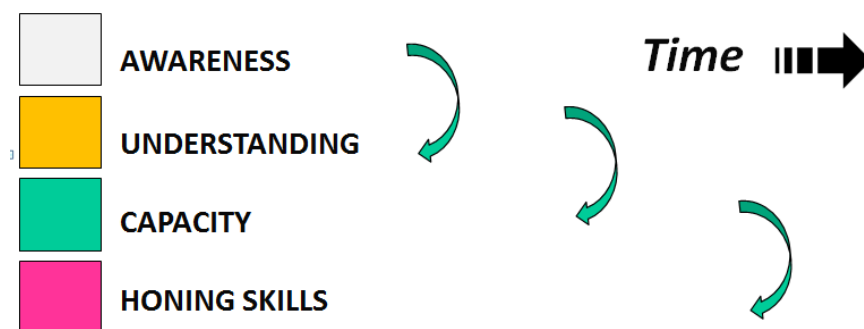 AWARENESS
Time
UNDERSTANDING
CAPACITY
HONING SKILLS